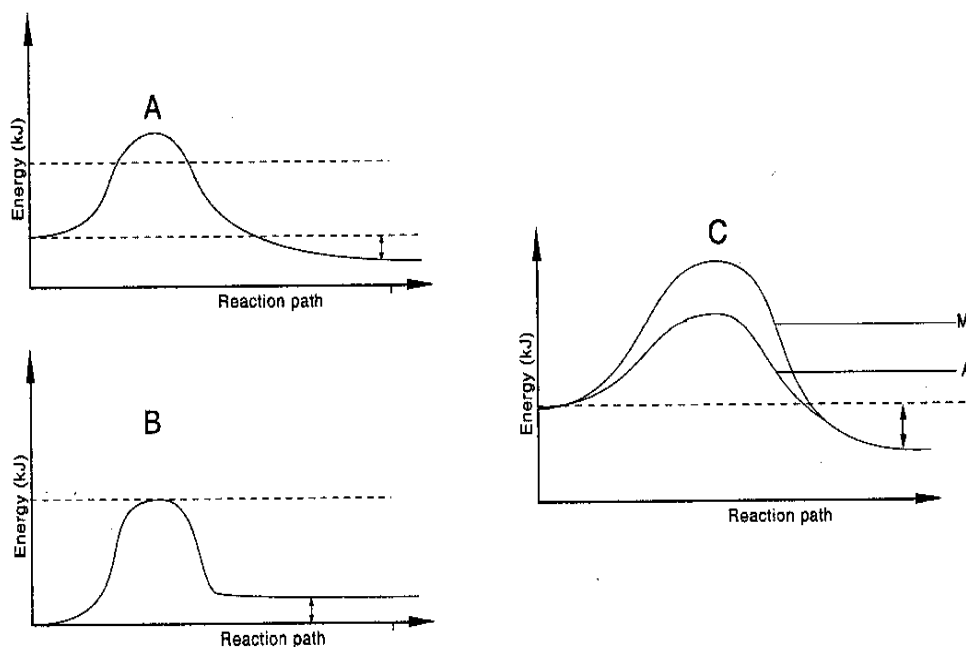 A
Energy (kJ)
Reaction path
B
Energy (kJ)
Reaction path
C
Energy (kJ)
M
A
Reaction path